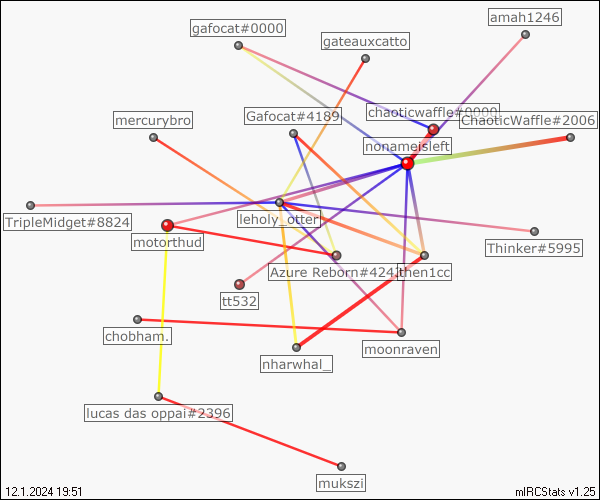 amah1246
gafocat#0000
gateauxcatto
chaoticwaffle#0000
Gafocat#4189
ChaoticWaffle#2006
mercurybro
nonameisleft
leholy_otter
TripleMidget#8824
motorthud
Thinker#5995
Azure Reborn#424
then1cc
tt532
chobham.
moonraven
nharwhal_
lucas das oppai#2396
mukszi
12.1.2024 19:51
mIRCStats v1.25